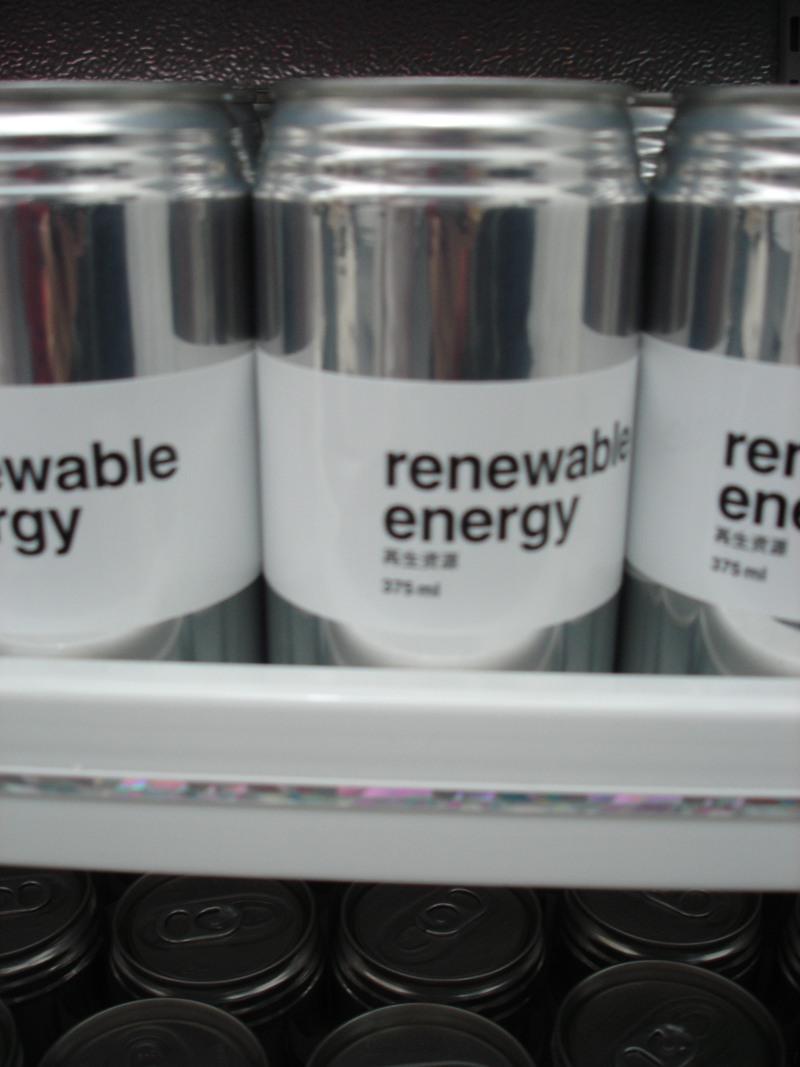 ewable
rgy
renewable
energy
再生资源
375 ml
ren
ene
再生资源
375 ml